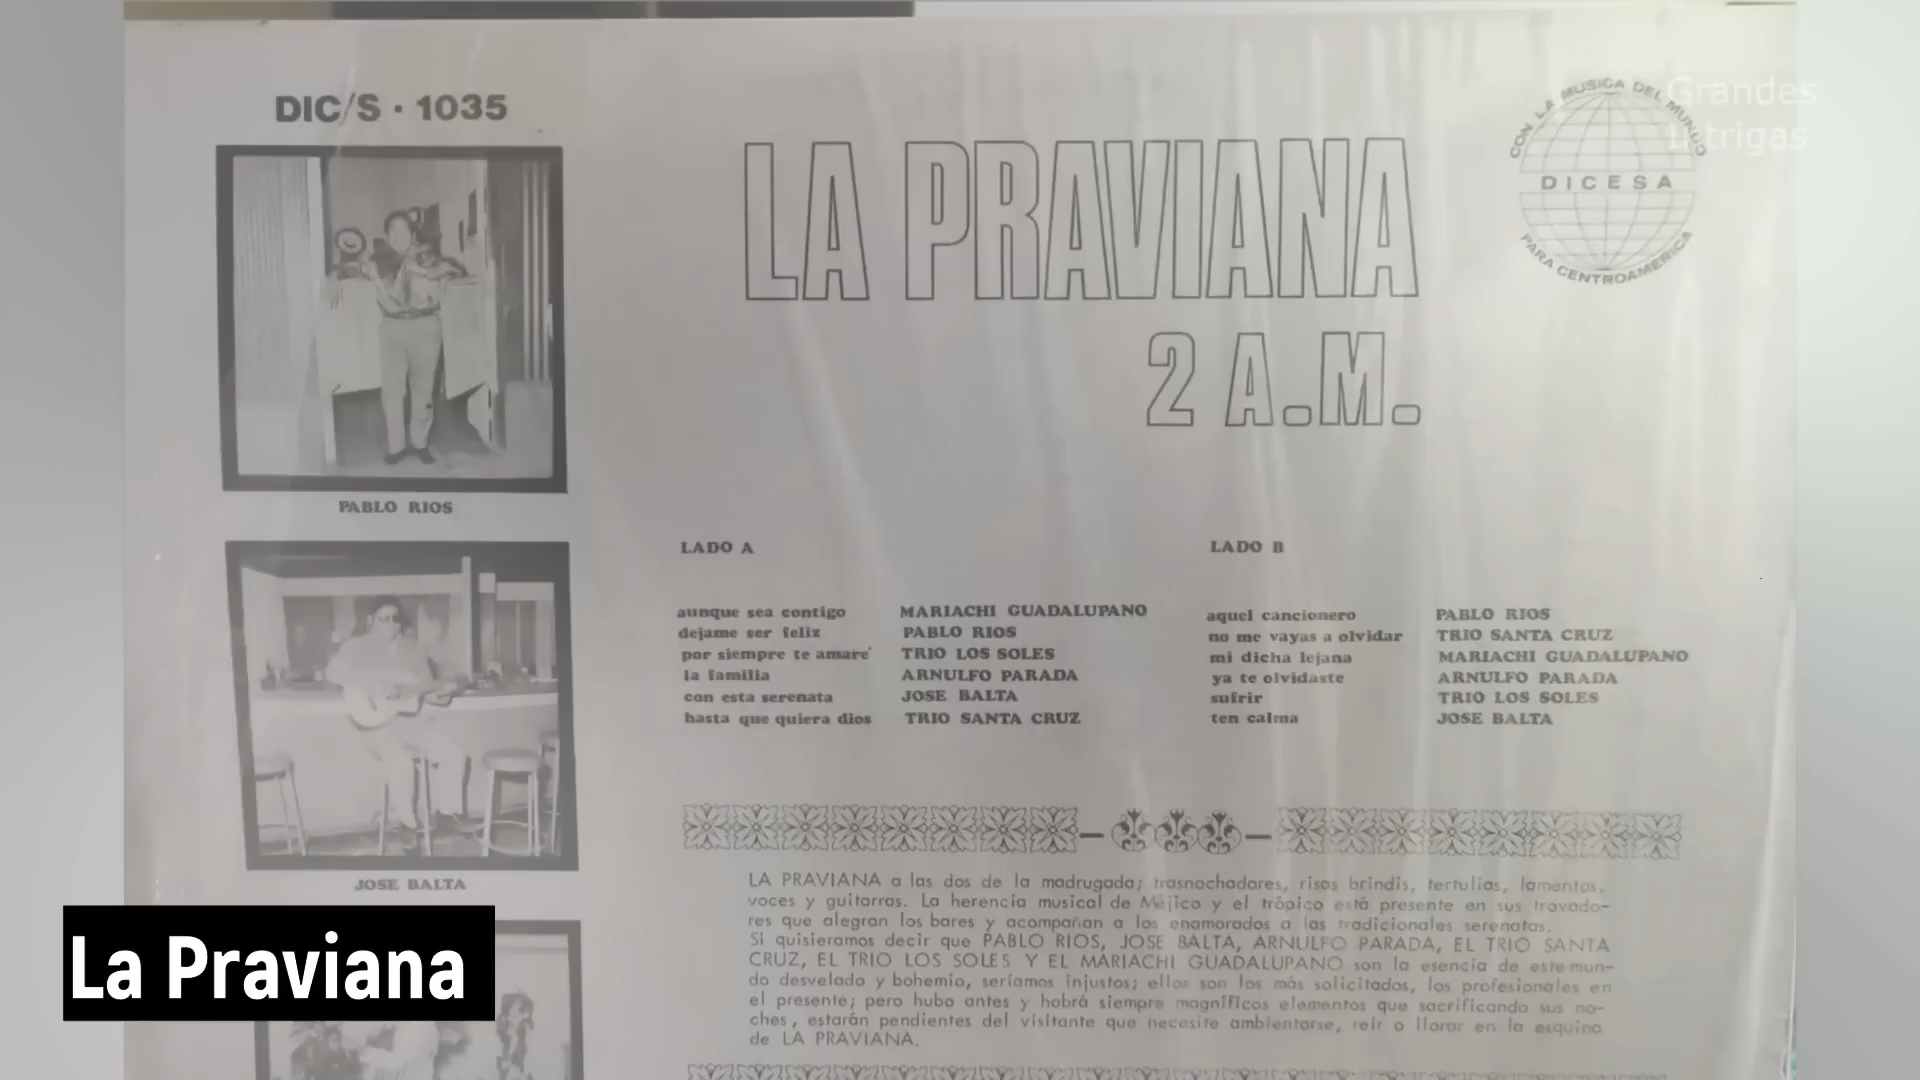 DIC/S · 1035
LA PRAVIANA
2 A.M.
CON LA MUSICA DEL MUNDO
DICESA
PARA CENTROAMERICA
Grandes
Intrigas
PABLO RIOS
JOSE BALTA
LADO A
aunque sea contigo MARIACHI GUADALUPANO
dejame ser feliz PABLO RIOS
por siempre te amare' TRIO LOS SOLES
la familia ARNULFO PARADA
con esta serenata JOSE BALTA
hasta que quiera dios TRIO SANTA CRUZ
LADO B
aquel cancionero PABLO RIOS
no me vayas a olvidar TRIO SANTA CRUZ
mi dicha lejana MARIACHI GUADALUPANO
ya te olvidaste ARNULFO PARADA
sufrir TRIO LOS SOLES
ten calma JOSE BALTA
LA PRAVIANA a las dos de la madrugada; trasnochadores, risas brindis, tertulias, lamentos,
voces y guitarras. La herencia musical de Méjico y el trópico está presente en sus trovado-
res que alegran los bares y acompañan a los enamorados a las tradicionales serenatas.
Si quisieramos decir que PABLO RIOS, JOSE BALTA, ARNULFO PARADA, EL TRIO SANTA
CRUZ, EL TRIO LOS SOLES Y EL MARIACHI GUADALUPANO son la esencia de este mun-
do desvelado y bohemio, seríamos injustos; ellos son los más solicitados, los profesionales en
el presente; pero hubo antes y habrá siempre magníficos elementos que sacrificando sus no-
ches, estarán pendientes del visitante que necesite ambientarse, reír o llorar en la esquina
de LA PRAVIANA.
La Praviana